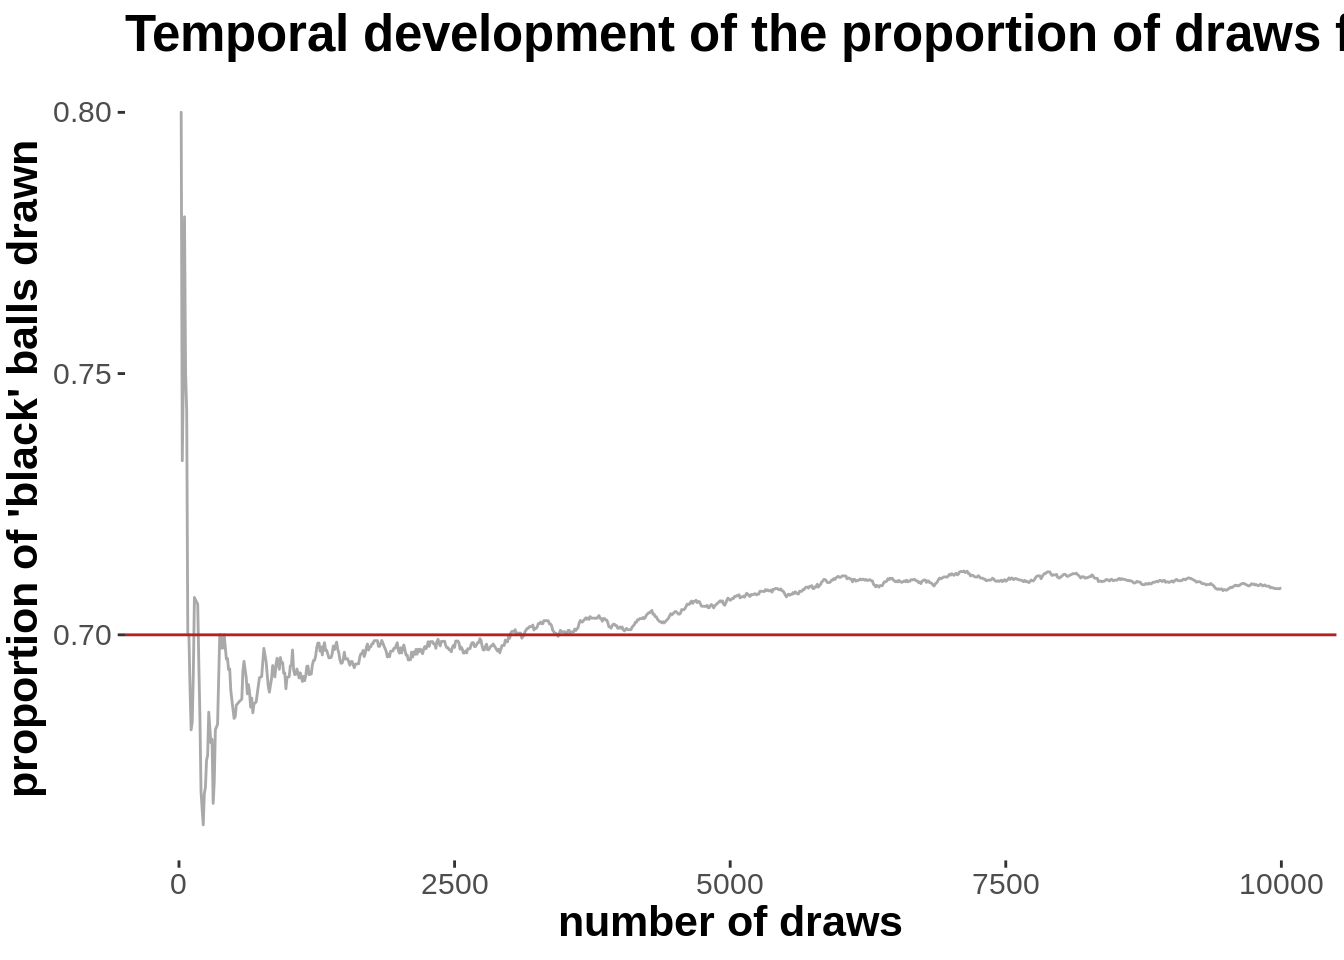 Temporal development of the proportion of draws f
0.80
0.75
0.70
proportion of 'black' balls drawn
0
2500
5000
7500
10000
number of draws